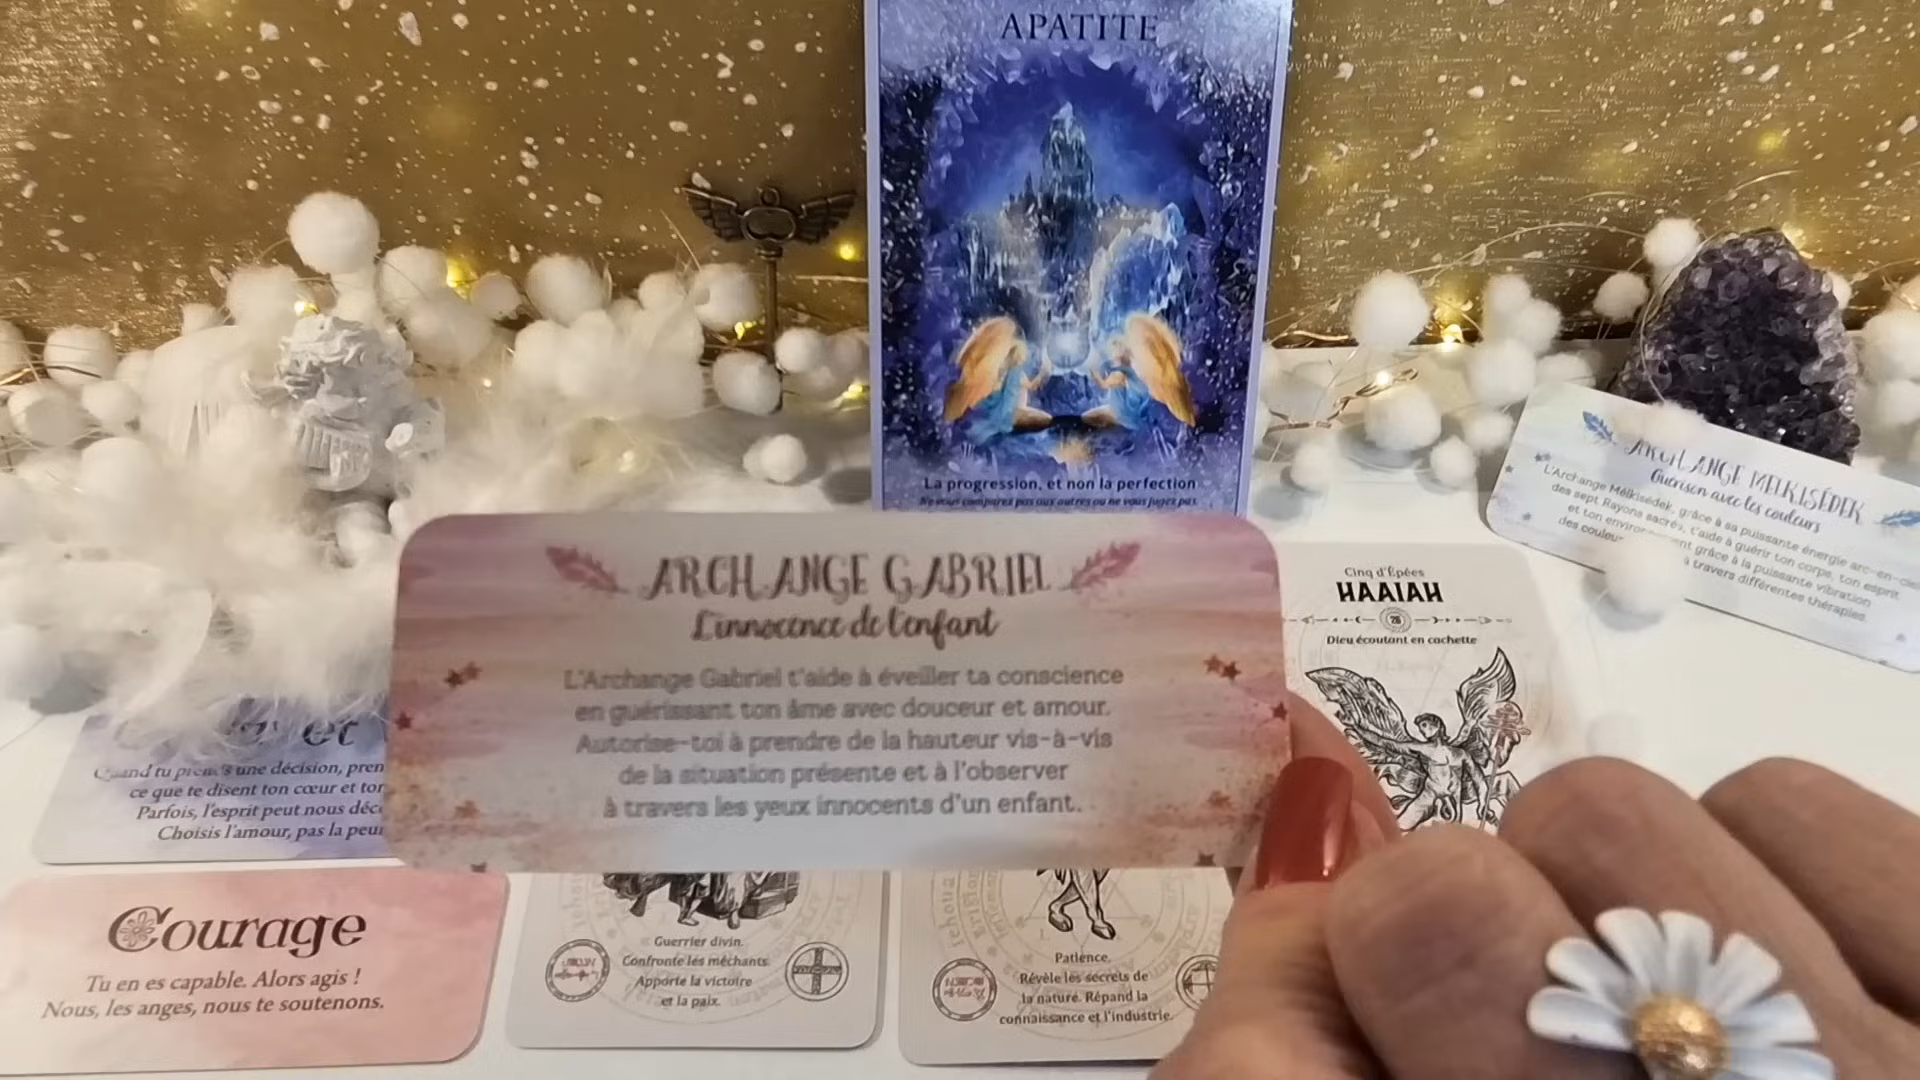 APATITE
La progression, et non la perfection
Ne vous comparez pas aux autres ou ne vous jugez pas
ARCHANGE GABRIEL
L'innocence de l'enfant
L'Archange Gabriel t'aide à éveiller ta conscience
en guérissant ton âme avec douceur et amour.
Autorise-toi à prendre de la hauteur vis-à-vis
de la situation présente et à l'observer
à travers les yeux innocents d'un enfant.
ARCHANGE MELKISÉDEK
Guérison avec les couleurs
L'Archange Melkisédek, grâce à sa puissante énergie arc-en-ciel
des sept Rayons sacrés, t'aide à guérir ton corps, ton esprit
et ton grâce à la puissante vibration
des à travers différentes thérapies.
Cinq d'Épées
HAAIAH
26
Dieu écoutant en cachette
et
Quand tu prends une décision,
ce que te disent ton cœur et
Parfois, l'esprit peut nous
Choisis l'amour, pas la
Courage
Tu en es capable. Alors agis !
Nous, les anges, nous te soutenons.
Guerrier divin.
Confronte les méchants.
Apporte la victoire
et la paix.
Patience.
Révèle les secrets de
la nature. Répand la
connaissance et l'industrie.